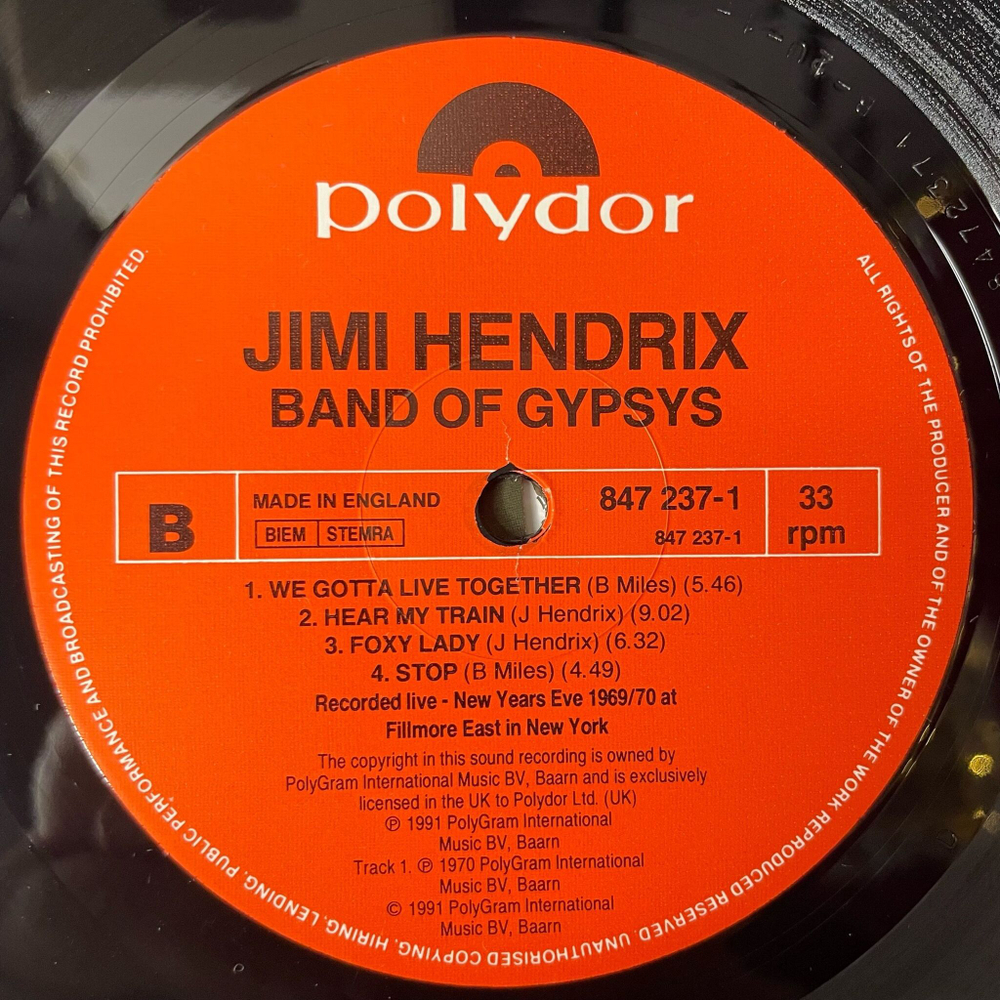 polydor
JIMI HENDRIX
BAND OF GYPSYS
B
MADE IN ENGLAND
BIEM STEMRA
847 237-1
847 237-1
33
rpm
1. WE GOTTA LIVE TOGETHER (B Miles) (5.46)
2. HEAR MY TRAIN (J Hendrix) (9.02)
3. FOXY LADY (J Hendrix) (6.32)
4. STOP (B Miles) (4.49)
Recorded live - New Years Eve 1969/70 at
Fillmore East in New York
The copyright in this sound recording is owned by
PolyGram International Music BV, Baarn and is exclusively
licensed in the UK to Polydor Ltd. (UK)
℗ 1991 PolyGram International
Music BV, Baarn
Track 1. ℗ 1970 PolyGram International
Music BV, Baarn
© 1991 PolyGram International
Music BV, Baarn
ALL RIGHTS OF THE PRODUCER AND OF THE OWNER OF THE WORK REPRODUCED RESERVED. UNAUTHORISED COPYING, HIRING, LENDING, PUBLIC PERFORMANCE AND BROADCASTING OF THIS RECORD PROHIBITED.